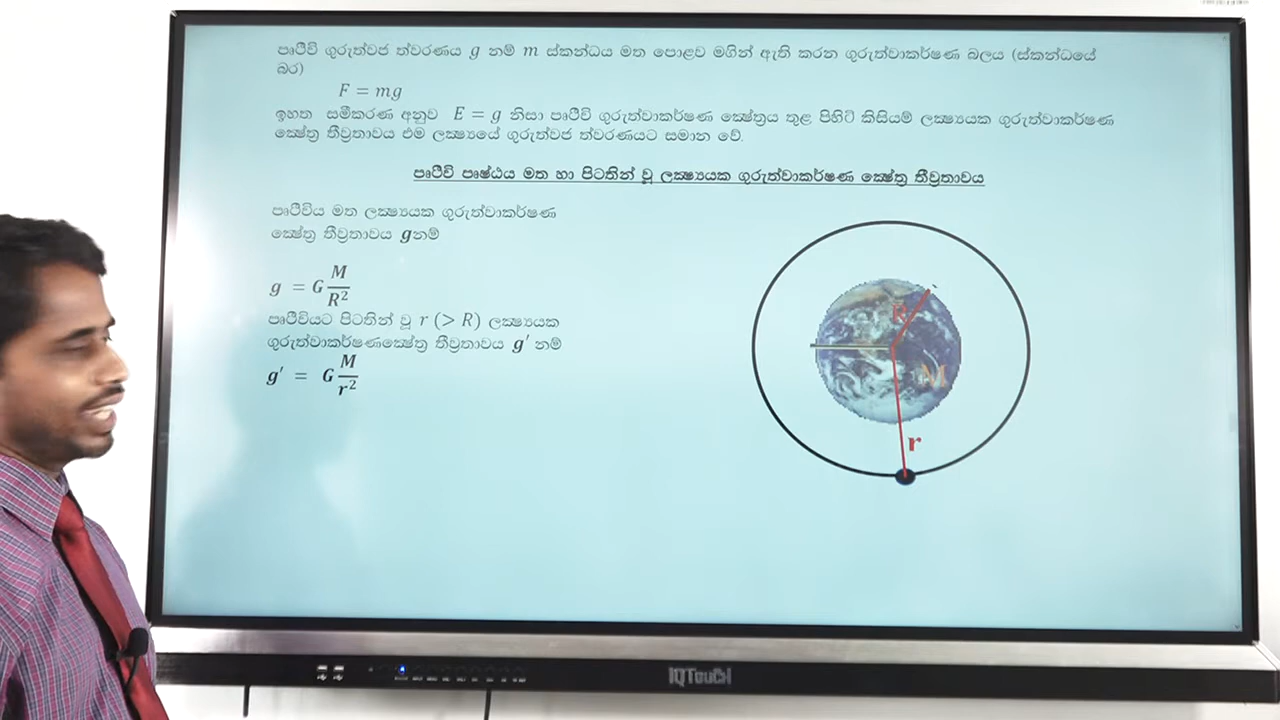 පෘථිවි ගුරුත්වජ ත්වරණය g නම් m ස්කන්ධය මත පොළව මගින් ඇති කරන ගුරුත්වාකර්ෂණ බලය (ස්කන්ධයේ
බර)
F = mg
ඉහත සමීකරණ අනුව E = g නිසා පෘථිවි ගුරුත්වාකර්ෂණ ක්ෂේත්‍රය තුළ පිහිටි කිසියම් ලක්ෂ්‍යයක ගුරුත්වාකර්ෂණ
ක්ෂේත්‍ර තීව්‍රතාවය එම ලක්ෂ්‍යයේ ගුරුත්වජ ත්වරණයට සමාන වේ.
පෘථිවි පෘෂ්ඨය මත හා පිටතින් වූ ලක්ෂ්‍යයක ගුරුත්වාකර්ෂණ ක්ෂේත්‍ර තීව්‍රතාවය
පෘථිවිය මත ලක්ෂ්‍යයක ගුරුත්වාකර්ෂණ
ක්ෂේත්‍ර තීව්‍රතාවය gනම්
g = G M/R²
පෘථිවියට පිටතින් වූ r (> R) ලක්ෂ්‍යයක
ගුරුත්වාකර්ෂණක්ෂේත්‍ර තීව්‍රතාවය g′ නම්
g′ = G M/r²
R
M
r
IQTouch